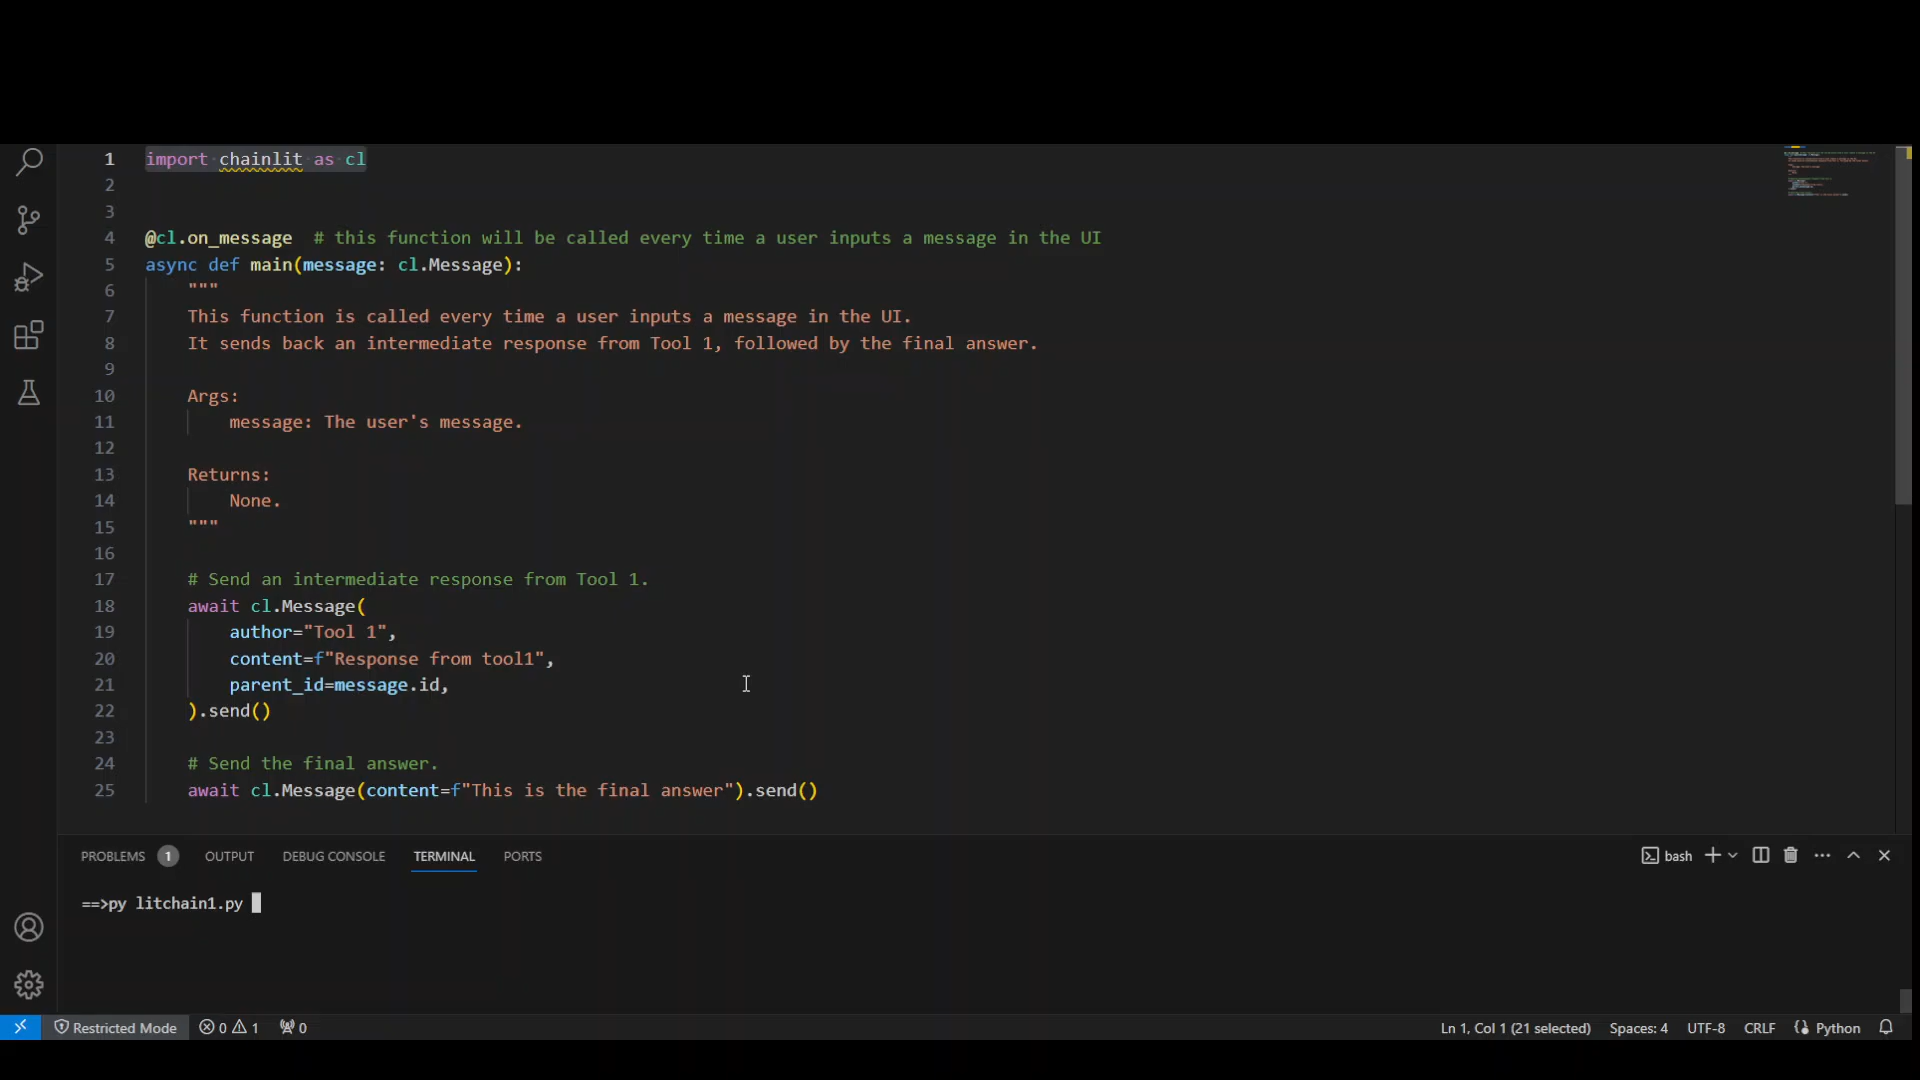 1 import chainlit as cl
2
3
4 @cl.on_message  # this function will be called every time a user inputs a message in the UI
5 async def main(message: cl.Message):
6     """
7     This function is called every time a user inputs a message in the UI.
8     It sends back an intermediate response from Tool 1, followed by the final answer.
9
10     Args:
11         message: The user's message.
12
13     Returns:
14         None.
15     """
16
17     # Send an intermediate response from Tool 1.
18     await cl.Message(
19         author="Tool 1",
20         content=f"Response from tool1",
21         parent_id=message.id,
22     ).send()
23
24     # Send the final answer.
25     await cl.Message(content=f"This is the final answer").send()
PROBLEMS 1 OUTPUT DEBUG CONSOLE TERMINAL PORTS bash
==>py litchain1.py
Restricted Mode 0 1 0 Ln 1, Col 1 (21 selected) Spaces: 4 UTF-8 CRLF Python